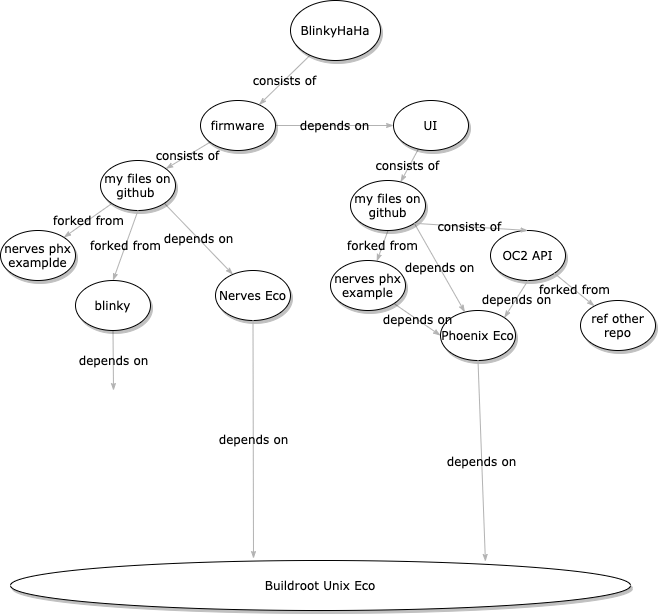 BlinkyHaHa
consists of
firmware
depends on
UI
consists of
consists of
my files on
github
my files on
github
forked from
forked from
depends on
consists of
nerves phx
examplde
forked from
depends on
OC2 API
nerves phx
example
Nerves Eco
blinky
depends on
forked from
depends on
Phoenix Eco
ref other
repo
depends on
depends on
depends on
Buildroot Unix Eco